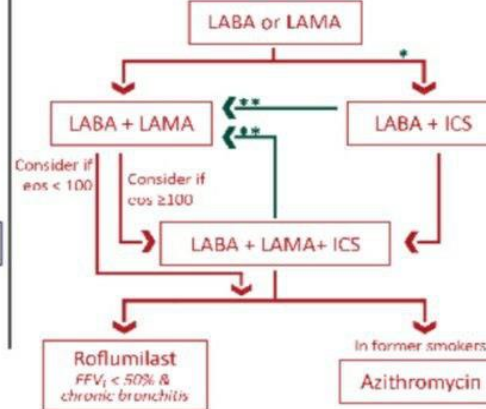 LABA or LAMA
*
LABA + LAMA
**
LABA + ICS
**
Consider if
eos < 100
Consider if
eos ≥100
LABA + LAMA+ ICS
Roflumilast
FEV₁ < 50% &
chronic bronchitis
In former smokers
Azithromycin